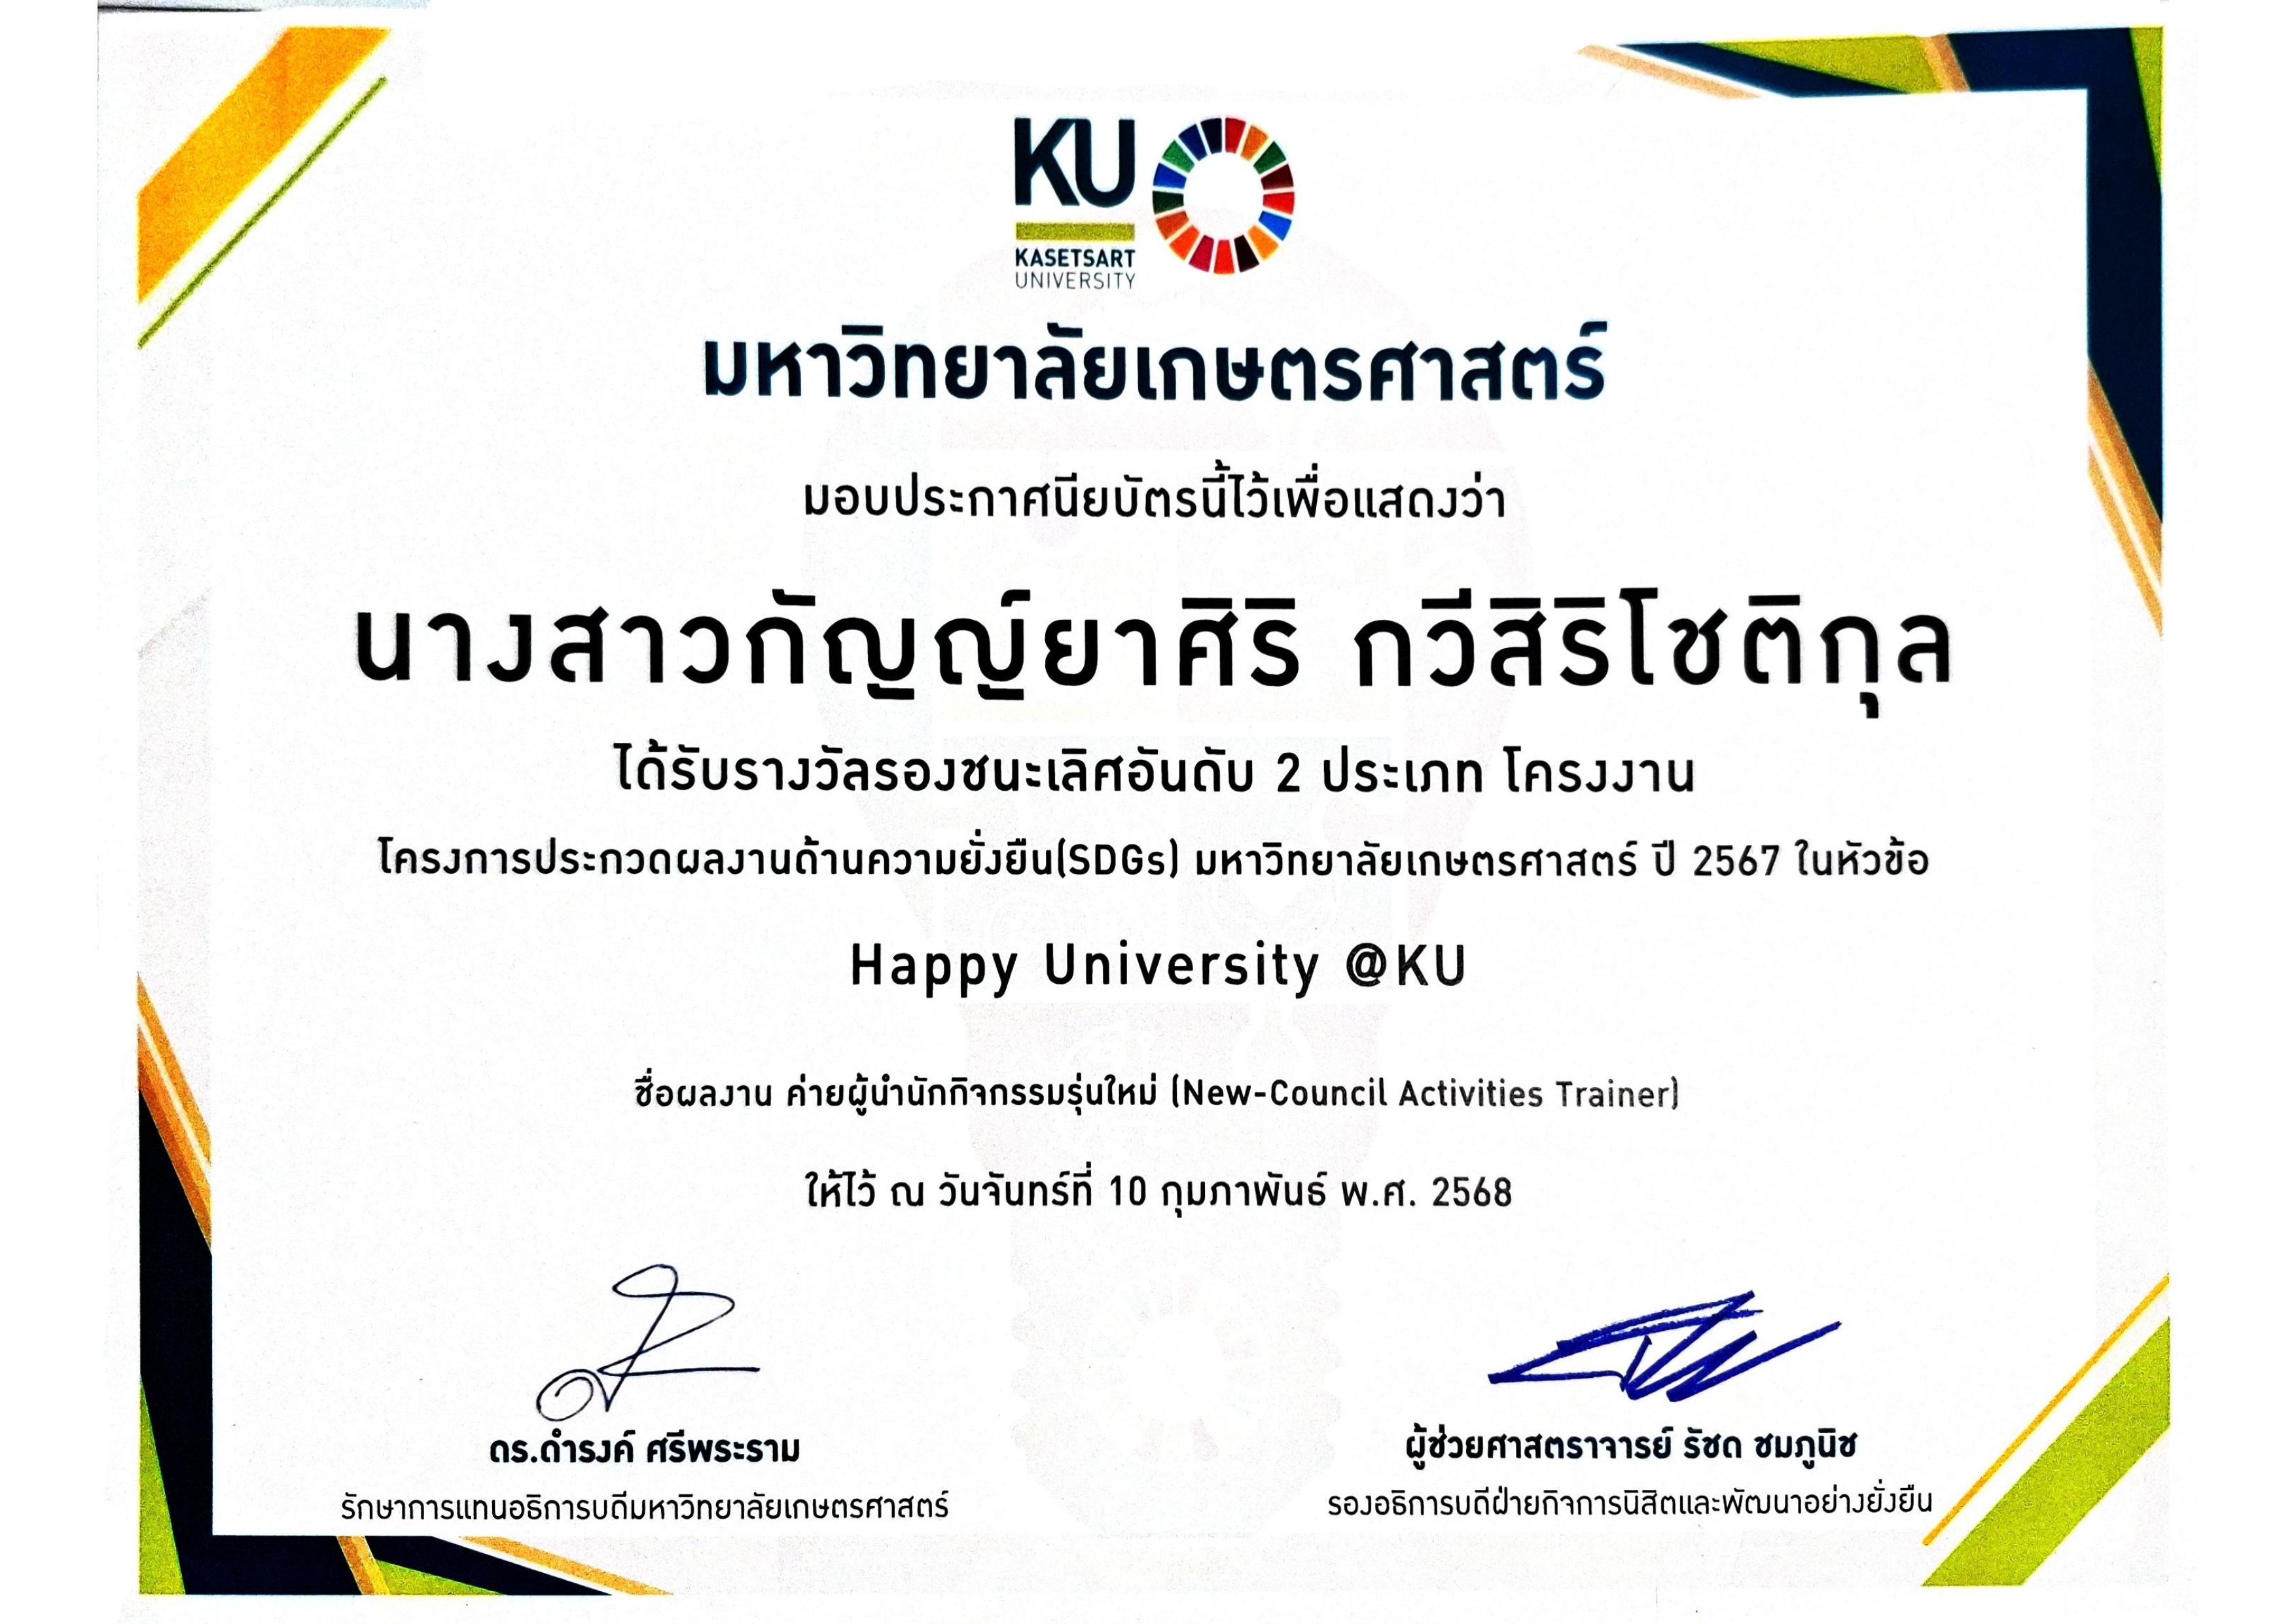 KU
KASETSART
UNIVERSITY
มหาวิทยาลัยเกษตรศาสตร์
มอบประกาศนียบัตรนี้ไว้เพื่อแสดงว่า
นางสาวกัญญ์ยาศิริ กวีสิริโชติกุล
ได้รับรางวัลรองชนะเลิศอันดับ 2 ประเภท โครงงาน
โครงการประกวดผลงานด้านความยั่งยืน(SDGs) มหาวิทยาลัยเกษตรศาสตร์ ปี 2567 ในหัวข้อ
Happy University @KU
ชื่อผลงาน ค่ายผู้นำนักกิจกรรมรุ่นใหม่ (New-Council Activities Trainer)
ให้ไว้ ณ วันจันทร์ที่ 10 กุมภาพันธ์ พ.ศ. 2568
ดร.ดำรงค์ ศรีพระราม
รักษาการแทนอธิการบดีมหาวิทยาลัยเกษตรศาสตร์
ผู้ช่วยศาสตราจารย์ รัชด ชมภูนิช
รองอธิการบดีฝ่ายกิจการนิสิตและพัฒนาอย่างยั่งยืน